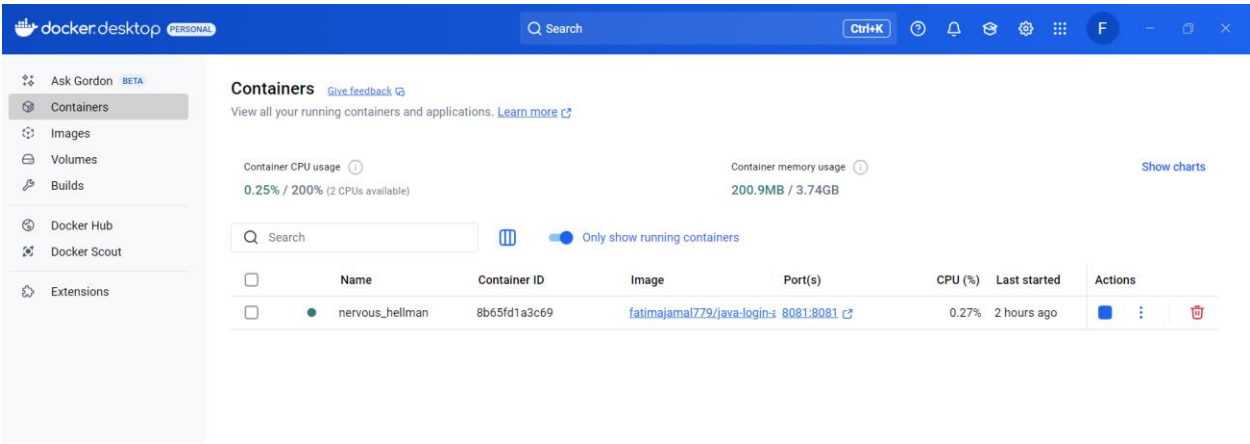 docker.desktop PERSONAL Search Ctrl+K F
Ask Gordon BETA
Containers
Images
Volumes
Builds
Docker Hub
Docker Scout
Extensions
Containers Give feedback
View all your running containers and applications. Learn more
Container CPU usage Container memory usage Show charts
0.25% / 200% (2 CPUs available) 200.9MB / 3.74GB
Search Only show running containers
Name Container ID Image Port(s) CPU (%) Last started Actions
nervous_hellman 8b65fd1a3c69 fatimajamal779/java-login-a 8081:8081 0.27% 2 hours ago